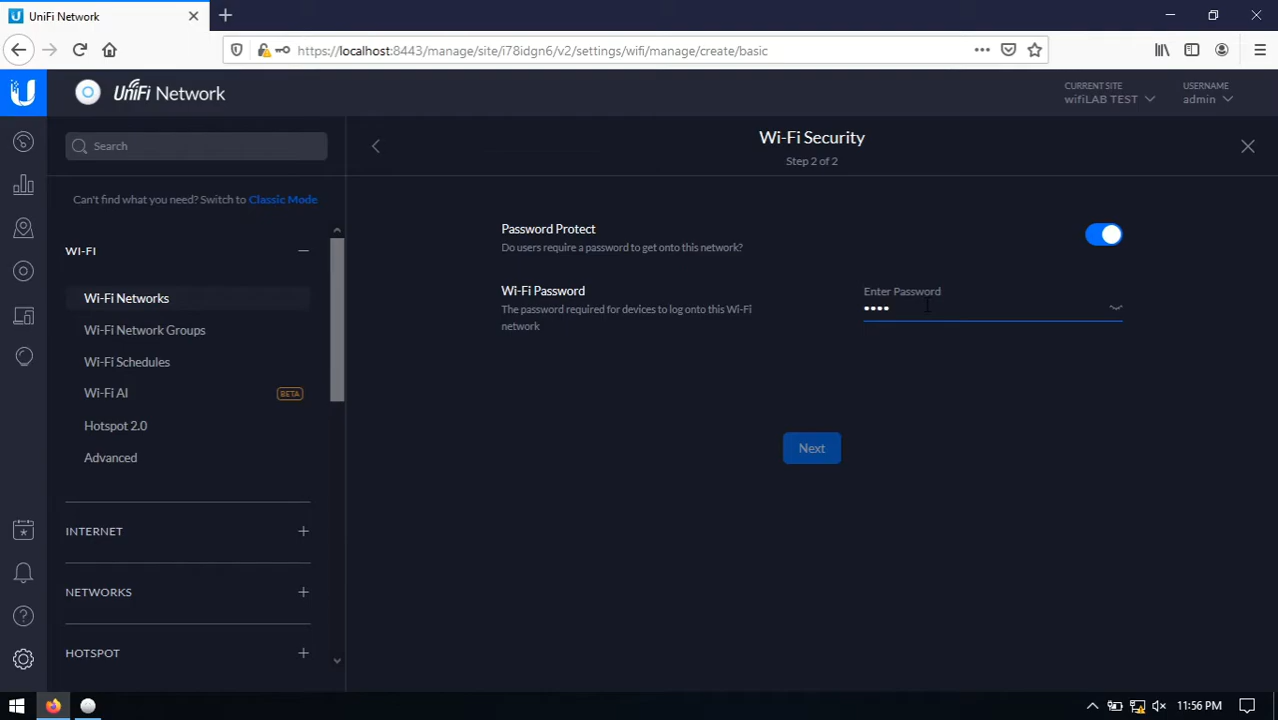 UniFi Network
https://localhost:8443/manage/site/i78idgn6/v2/settings/wifi/manage/create/basic
UniFi Network
CURRENT SITE
wifiLAB TEST
USERNAME
admin
Search
Wi-Fi Security
Step 2 of 2
Can't find what you need? Switch to Classic Mode
WI-FI
Wi-Fi Networks
Wi-Fi Network Groups
Wi-Fi Schedules
Wi-Fi AI
BETA
Hotspot 2.0
Advanced
INTERNET
NETWORKS
HOTSPOT
Password Protect
Do users require a password to get onto this network?
Wi-Fi Password
The password required for devices to log onto this Wi-Fi
network
Enter Password
••••
Next
11:56 PM